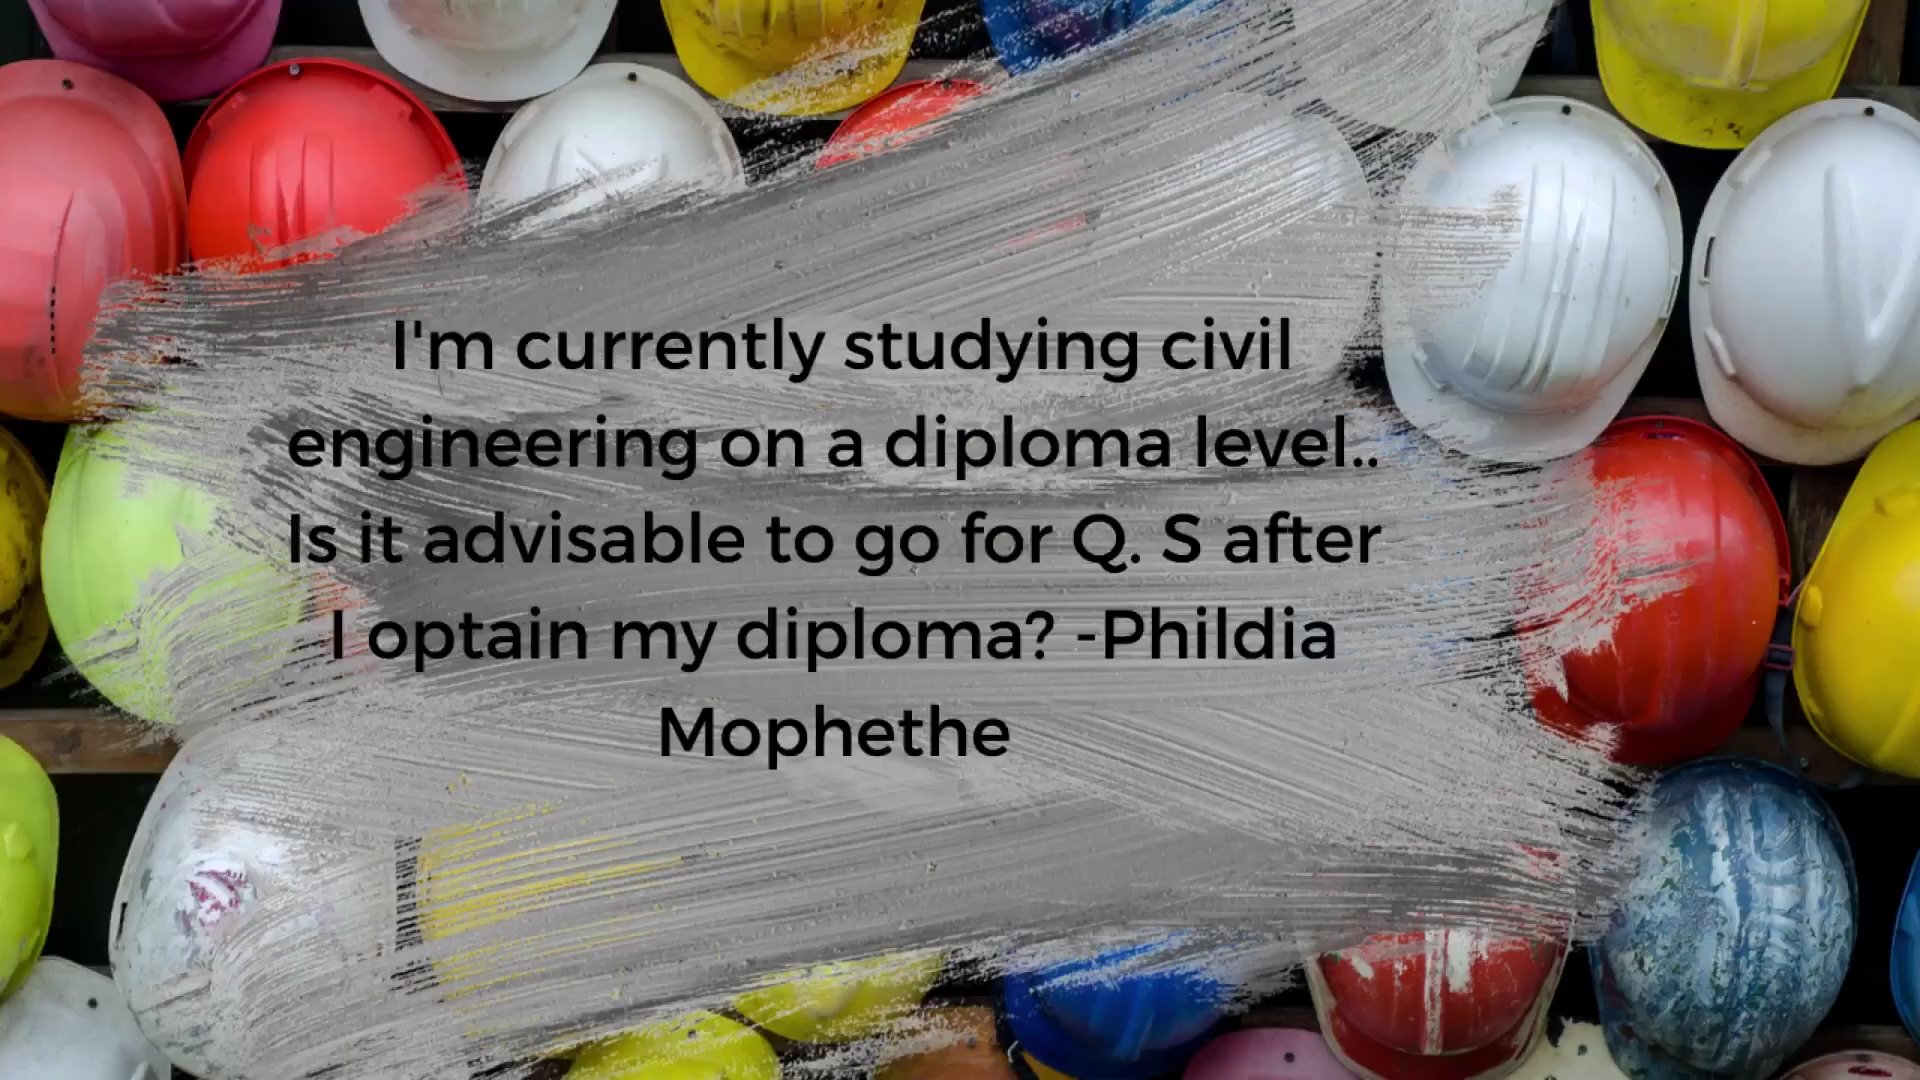 I'm currently studying civil
engineering on a diploma level..
Is it advisable to go for Q. S after
I optain my diploma? -Phildia
Mophethe